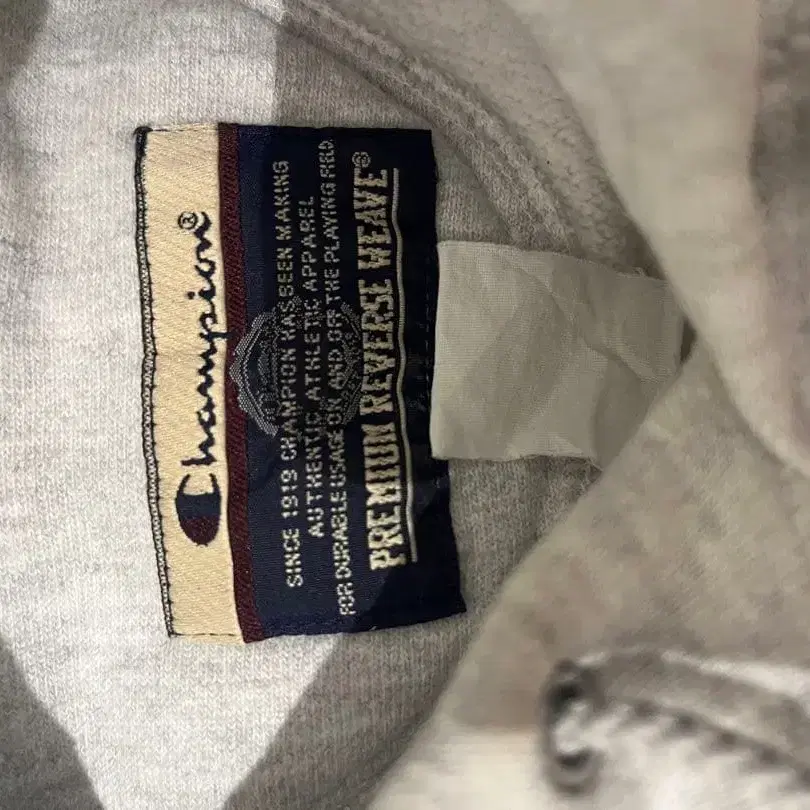 Champion®
SINCE 1919 CHAMPION HAS BEEN MAKING
AUTHENTIC ATHLETIC APPAREL
FOR DURABLE USAGE ON AND OFF THE PLAYING FIELD.
PREMIUM REVERSE WEAVE®